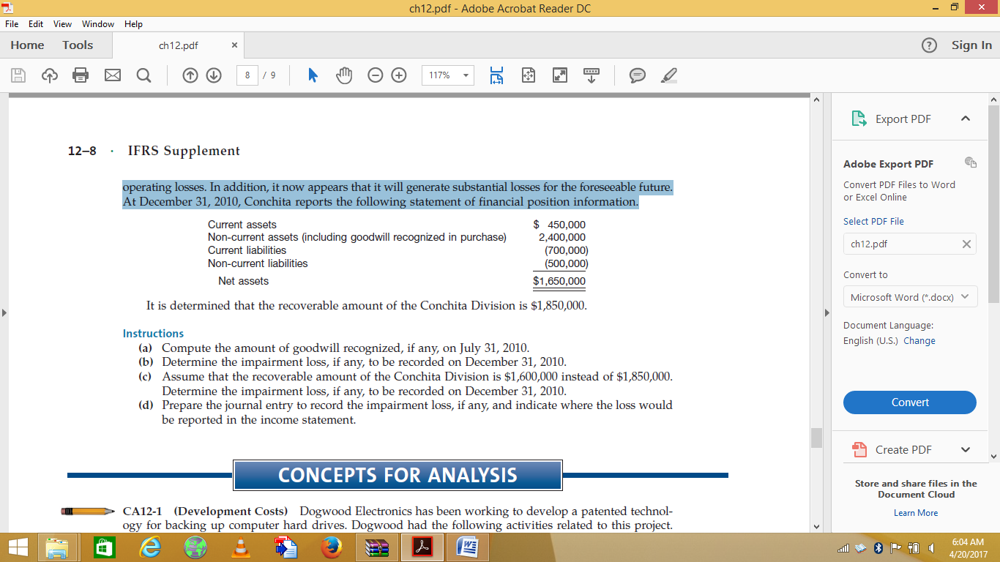 ch12.pdf - Adobe Acrobat Reader DC
File Edit View Window Help
Home Tools ch12.pdf × ? Sign In
8 / 9 117%
12–8 · IFRS Supplement
operating losses. In addition, it now appears that it will generate substantial losses for the foreseeable future.
At December 31, 2010, Conchita reports the following statement of financial position information.
Current assets $ 450,000
Non-current assets (including goodwill recognized in purchase) 2,400,000
Current liabilities (700,000)
Non-current liabilities (500,000)
Net assets $1,650,000
It is determined that the recoverable amount of the Conchita Division is $1,850,000.
Instructions
(a) Compute the amount of goodwill recognized, if any, on July 31, 2010.
(b) Determine the impairment loss, if any, to be recorded on December 31, 2010.
(c) Assume that the recoverable amount of the Conchita Division is $1,600,000 instead of $1,850,000.
Determine the impairment loss, if any, to be recorded on December 31, 2010.
(d) Prepare the journal entry to record the impairment loss, if any, and indicate where the loss would
be reported in the income statement.
CONCEPTS FOR ANALYSIS
CA12-1 (Development Costs) Dogwood Electronics has been working to develop a patented technol-
ogy for backing up computer hard drives. Dogwood had the following activities related to this project.
Export PDF
Adobe Export PDF
Convert PDF Files to Word
or Excel Online
Select PDF File
ch12.pdf
Convert to
Microsoft Word (*.docx)
Document Language:
English (U.S.) Change
Convert
Create PDF
Store and share files in the
Document Cloud
Learn More
6:04 AM
4/20/2017